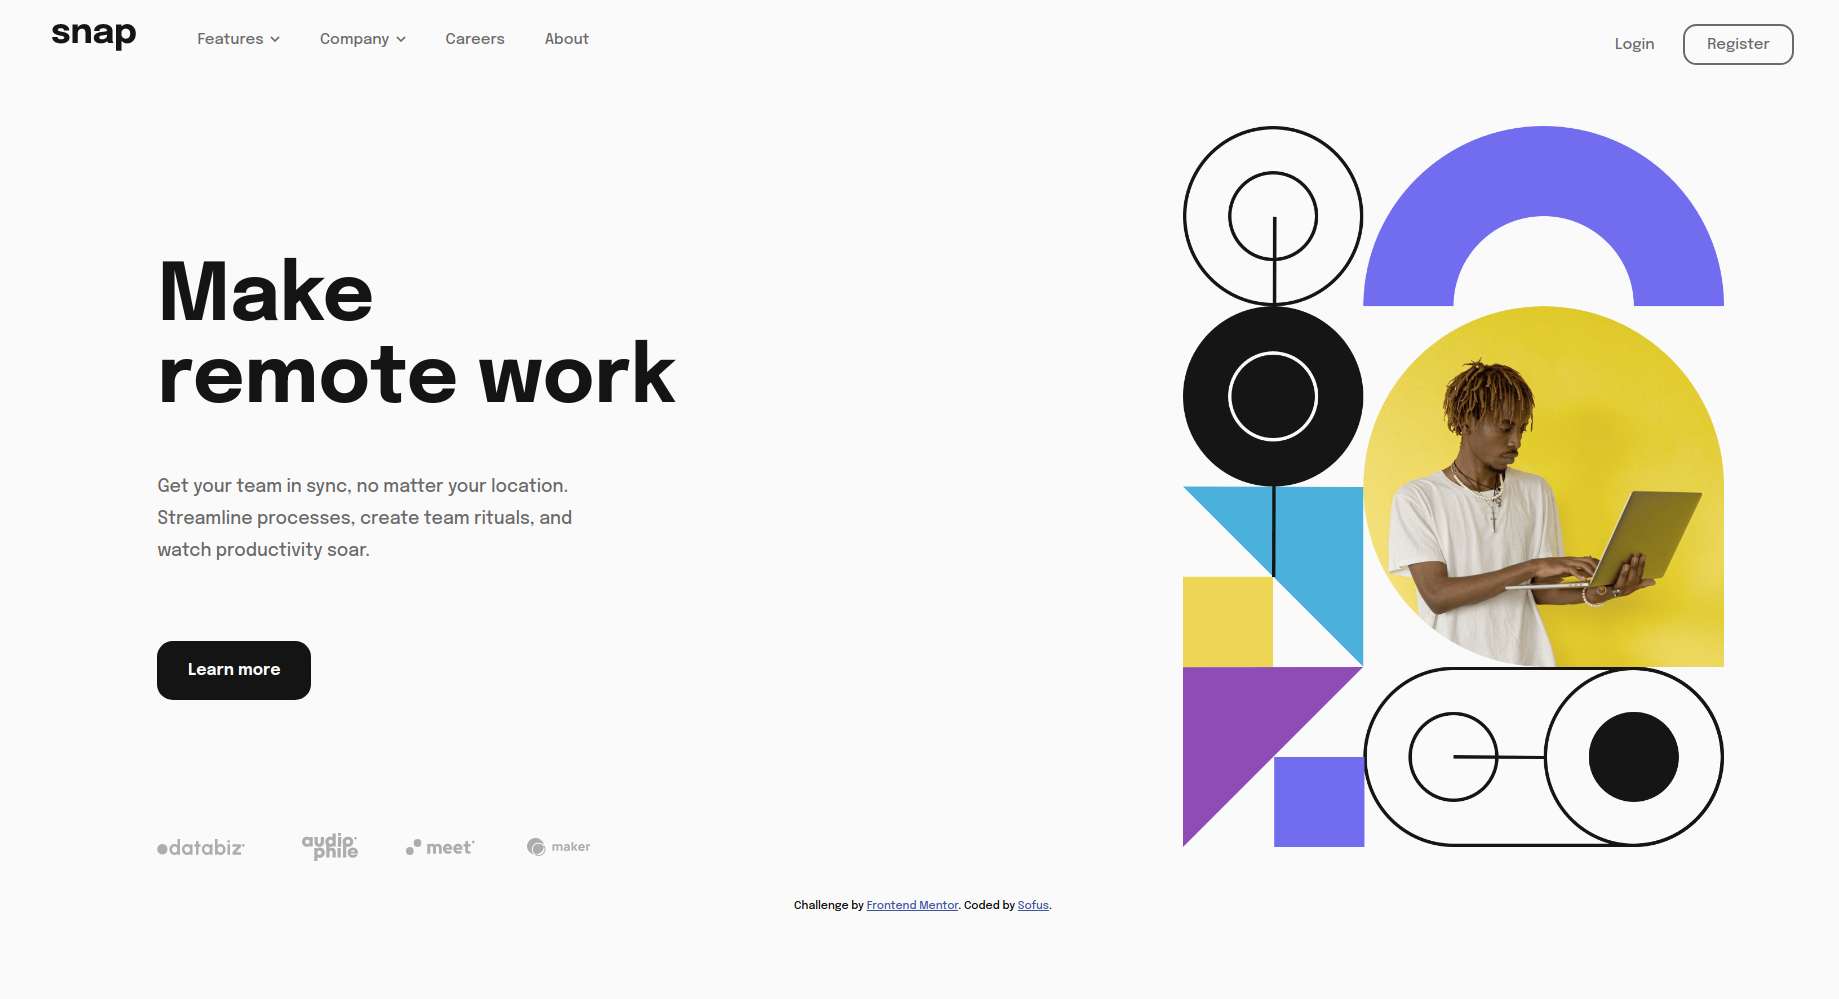 snap Features Company Careers About Login Register
Make
remote work
Get your team in sync, no matter your location.
Streamline processes, create team rituals, and
watch productivity soar.
Learn more
databiz audiophile meet maker
Challenge by Frontend Mentor. Coded by Sofus.